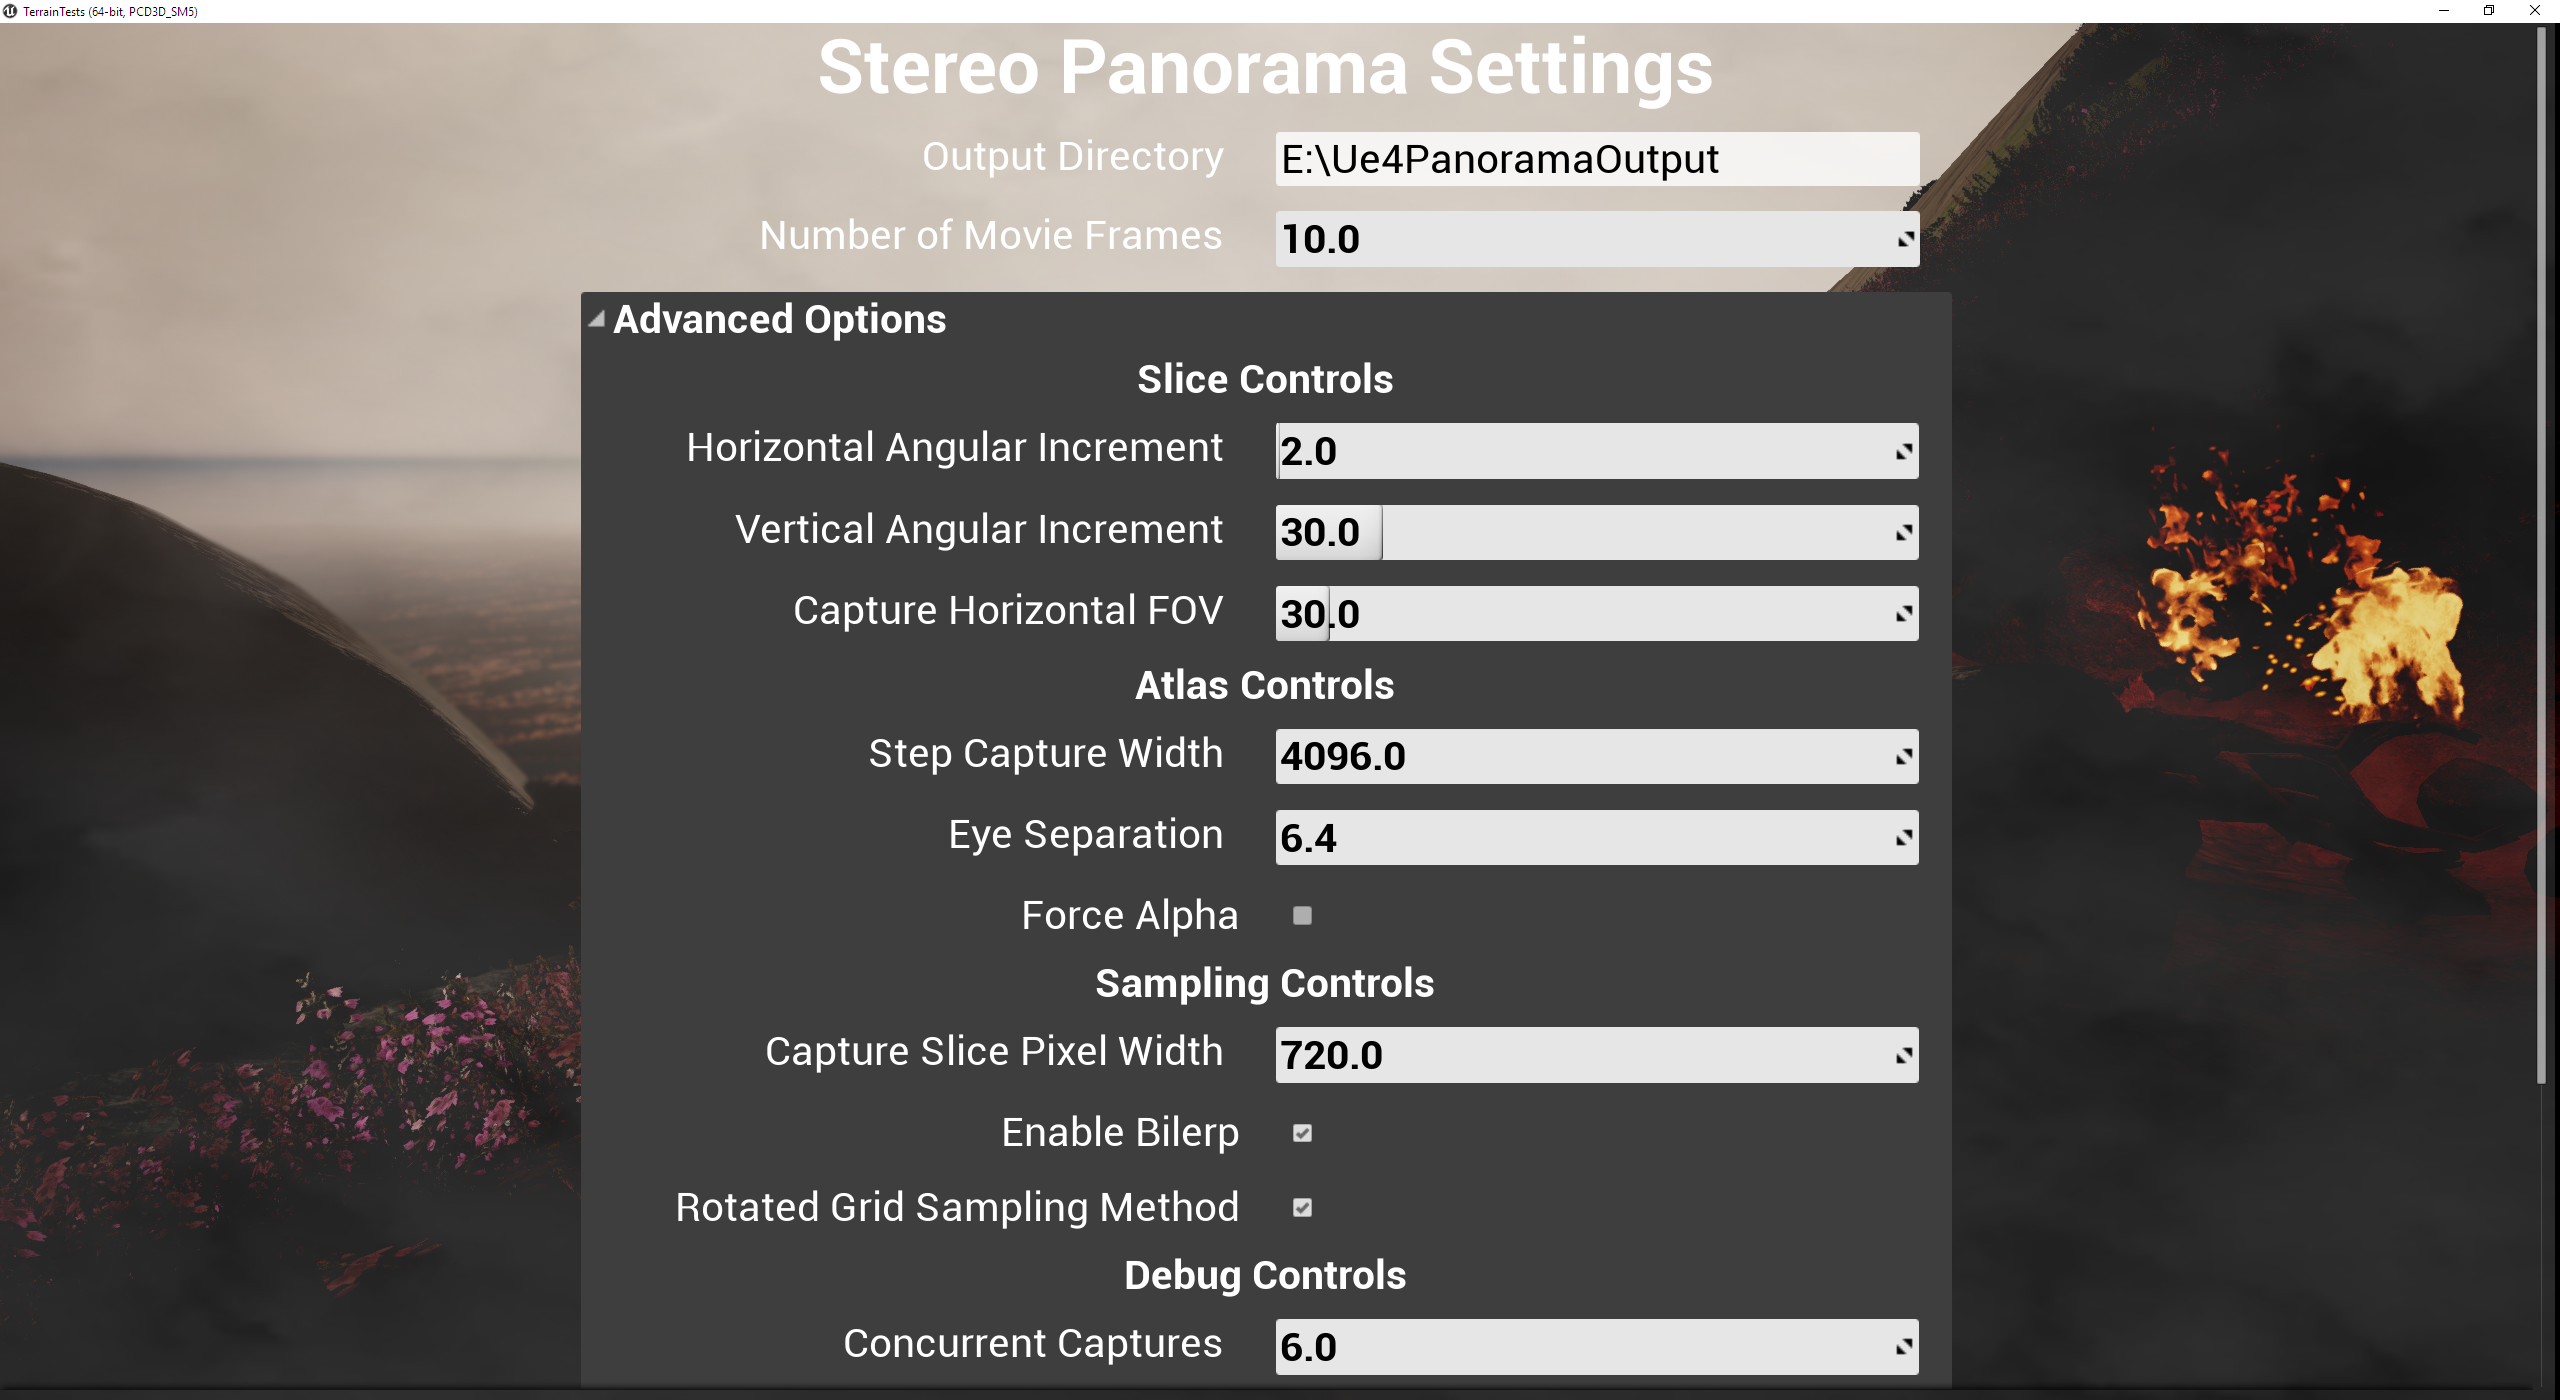 TerrainTests (64-bit, PCD3D_SM5)
Stereo Panorama Settings
Output Directory E:\Ue4PanoramaOutput
Number of Movie Frames 10.0
Advanced Options
Slice Controls
Horizontal Angular Increment 2.0
Vertical Angular Increment 30.0
Capture Horizontal FOV 30.0
Atlas Controls
Step Capture Width 4096.0
Eye Separation 6.4
Force Alpha
Sampling Controls
Capture Slice Pixel Width 720.0
Enable Bilerp
Rotated Grid Sampling Method
Debug Controls
Concurrent Captures 6.0